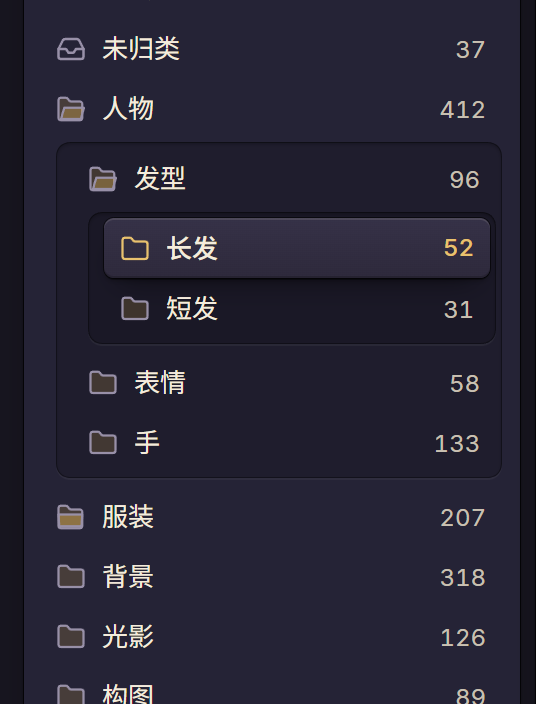 未归类 37
人物 412
发型 96
长发 52
短发 31
表情 58
手 133
服装 207
背景 318
光影 126
构图 89